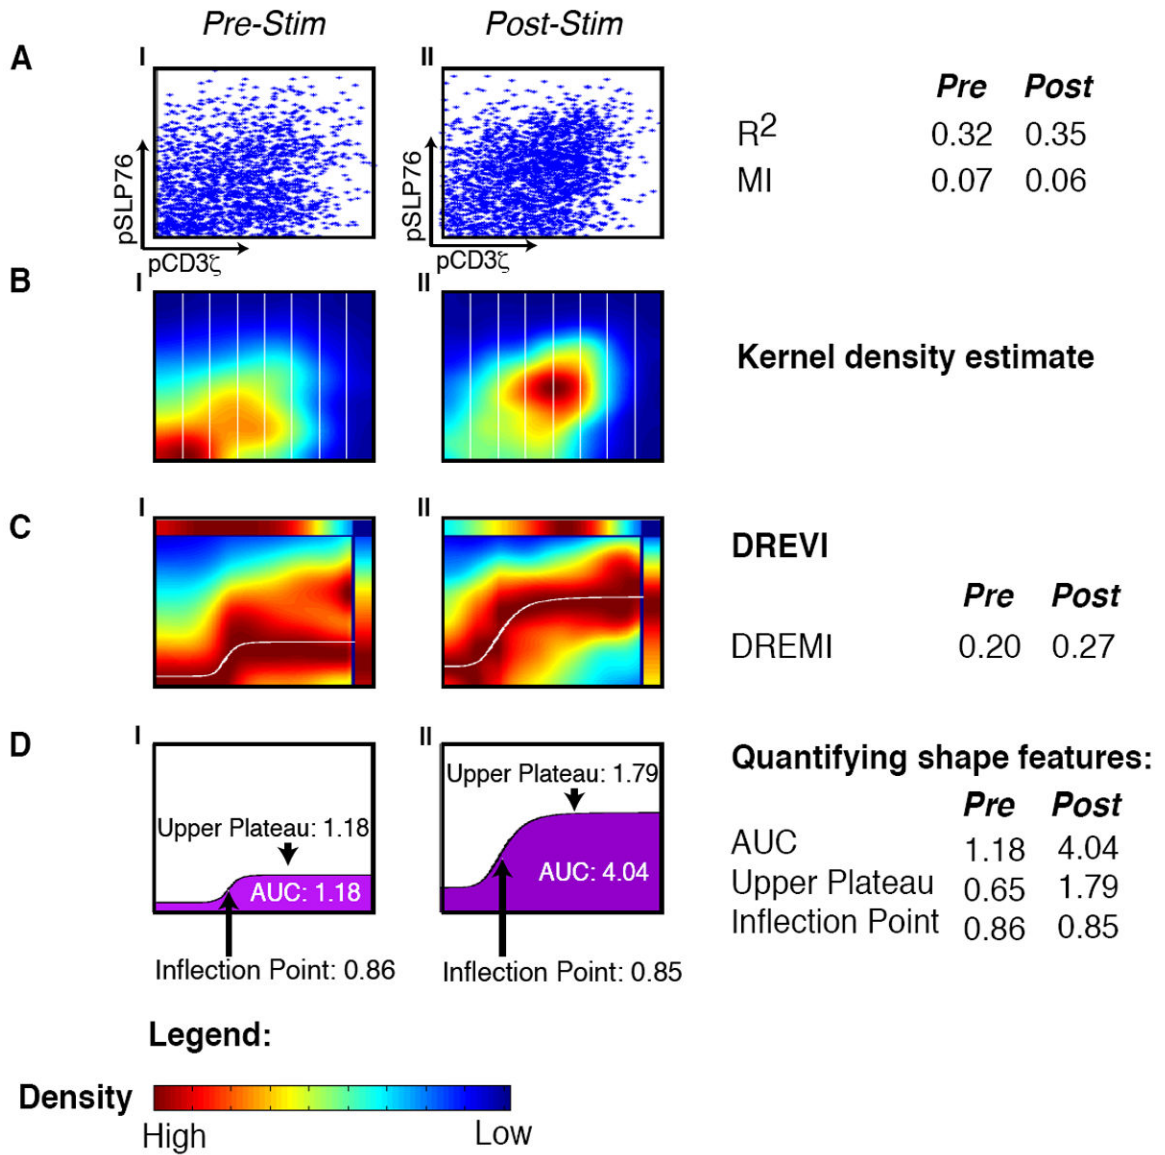 Pre-Stim Post-Stim
A I II
pSLP76 pSLP76
pCD3ζ pCD3ζ
Pre Post
R² 0.32 0.35
MI 0.07 0.06
B I II
Kernel density estimate
C I II
DREVI
Pre Post
DREMI 0.20 0.27
D I II
Upper Plateau: 1.18
AUC: 1.18
Inflection Point: 0.86
Upper Plateau: 1.79
AUC: 4.04
Inflection Point: 0.85
Quantifying shape features:
Pre Post
AUC 1.18 4.04
Upper Plateau 0.65 1.79
Inflection Point 0.86 0.85
Legend:
Density
High Low